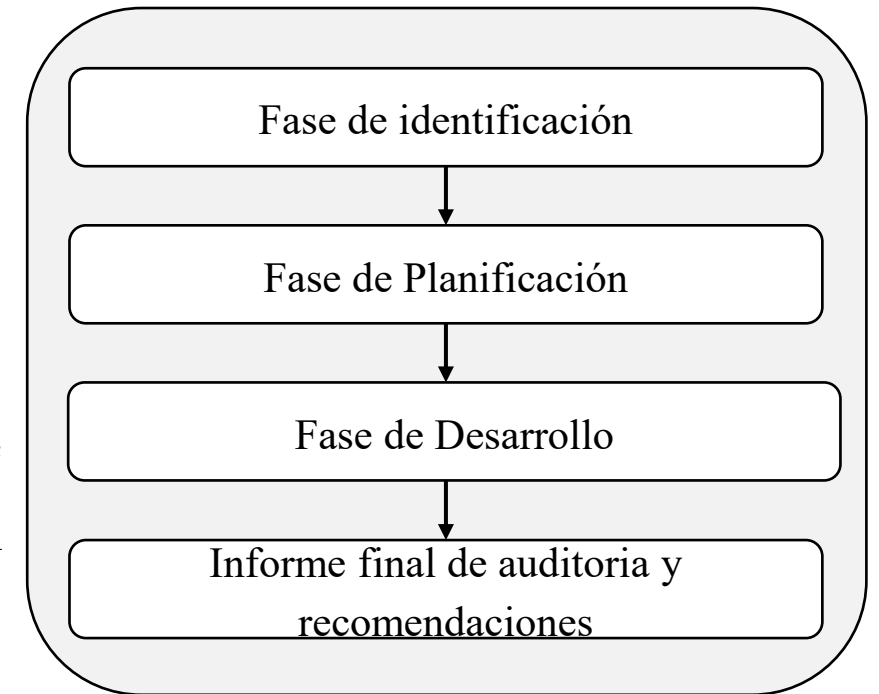 Fase de identificación
Fase de Planificación
Fase de Desarrollo
Informe final de auditoria y
recomendaciones